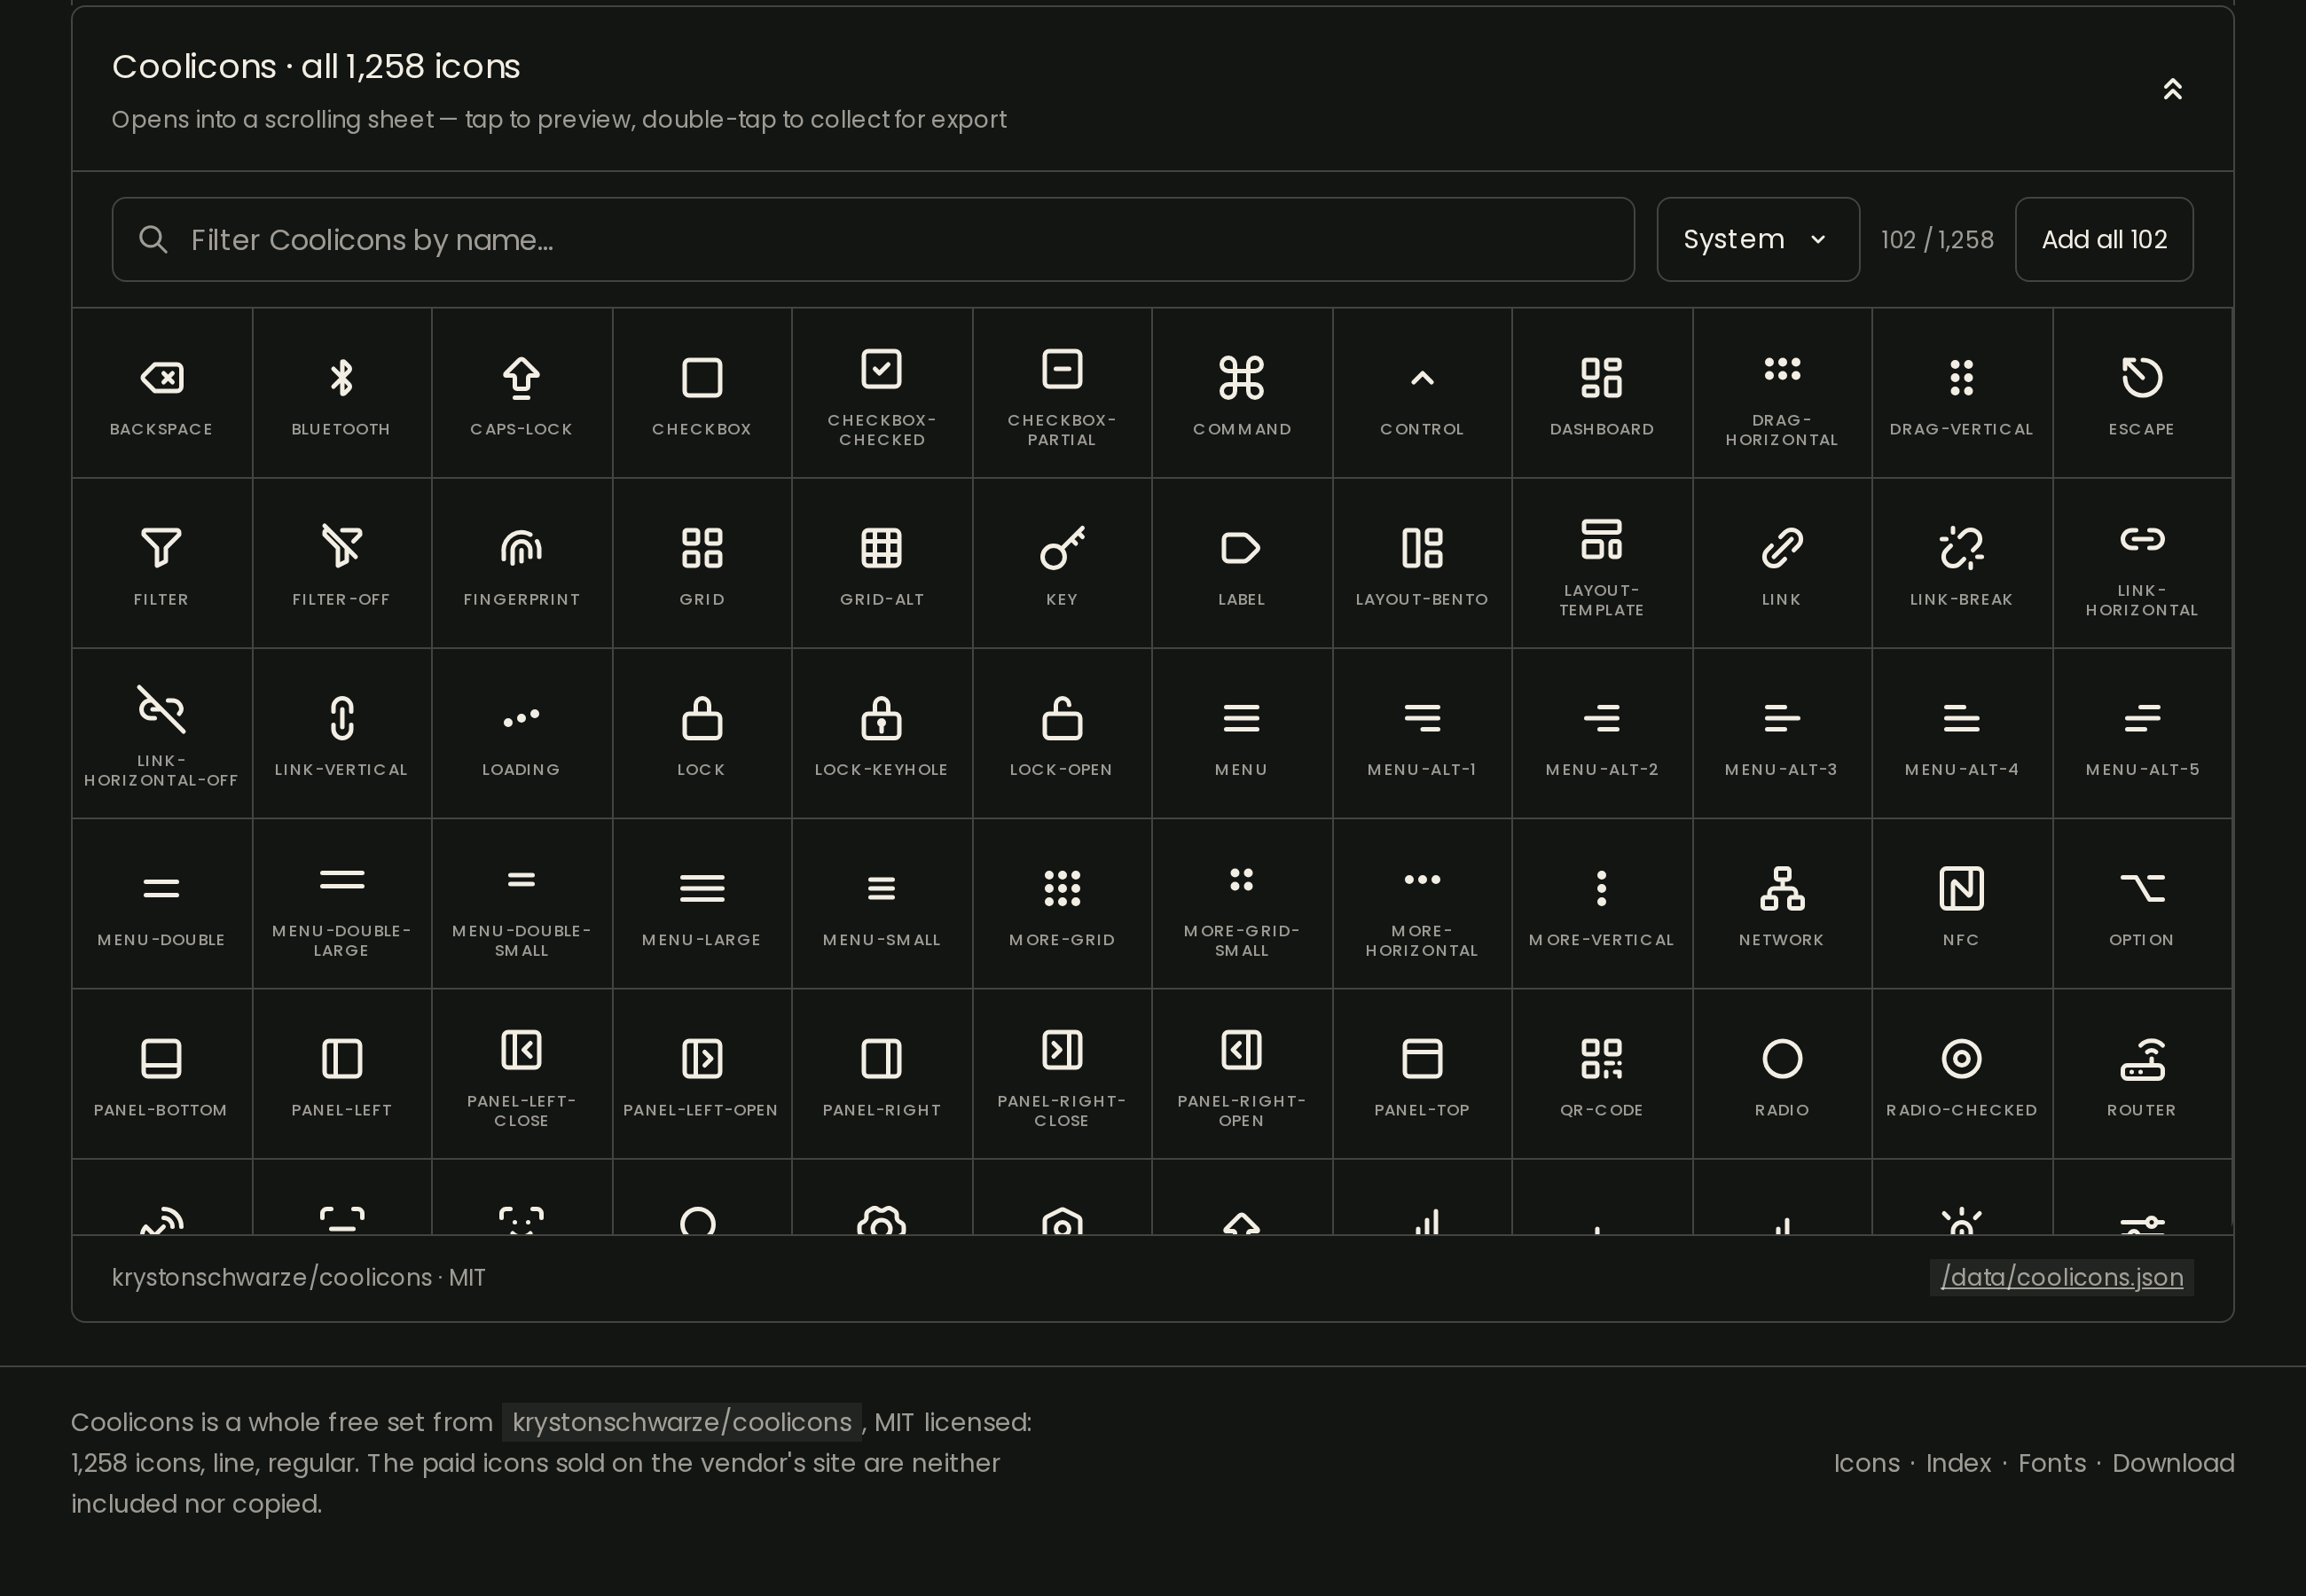 Coolicons · all 1,258 icons
Opens into a scrolling sheet — tap to preview, double-tap to collect for export
Filter Coolicons by name...
System
102 / 1,258
Add all 102
BACKSPACE
BLUETOOTH
CAPS-LOCK
CHECKBOX
CHECKBOX-
CHECKED
CHECKBOX-
PARTIAL
COMMAND
CONTROL
DASHBOARD
DRAG-
HORIZONTAL
DRAG-VERTICAL
ESCAPE
FILTER
FILTER-OFF
FINGERPRINT
GRID
GRID-ALT
KEY
LABEL
LAYOUT-BENTO
LAYOUT-
TEMPLATE
LINK
LINK-BREAK
LINK-
HORIZONTAL
LINK-
HORIZONTAL-OFF
LINK-VERTICAL
LOADING
LOCK
LOCK-KEYHOLE
LOCK-OPEN
MENU
MENU-ALT-1
MENU-ALT-2
MENU-ALT-3
MENU-ALT-4
MENU-ALT-5
MENU-DOUBLE
MENU-DOUBLE-
LARGE
MENU-DOUBLE-
SMALL
MENU-LARGE
MENU-SMALL
MORE-GRID
MORE-GRID-
SMALL
MORE-
HORIZONTAL
MORE-VERTICAL
NETWORK
NFC
OPTION
PANEL-BOTTOM
PANEL-LEFT
PANEL-LEFT-
CLOSE
PANEL-LEFT-OPEN
PANEL-RIGHT
PANEL-RIGHT-
CLOSE
PANEL-RIGHT-
OPEN
PANEL-TOP
QR-CODE
RADIO
RADIO-CHECKED
ROUTER
krystonschwarze/coolicons · MIT
/data/coolicons.json
Coolicons is a whole free set from krystonschwarze/coolicons, MIT licensed:
1,258 icons, line, regular. The paid icons sold on the vendor's site are neither
included nor copied.
Icons · Index · Fonts · Download